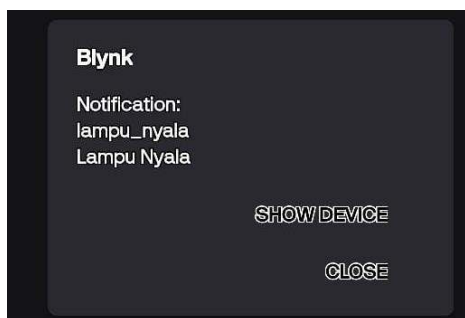 Blynk
Notification:
lampu_nyala
Lampu Nyala
SHOW DEVICE
CLOSE